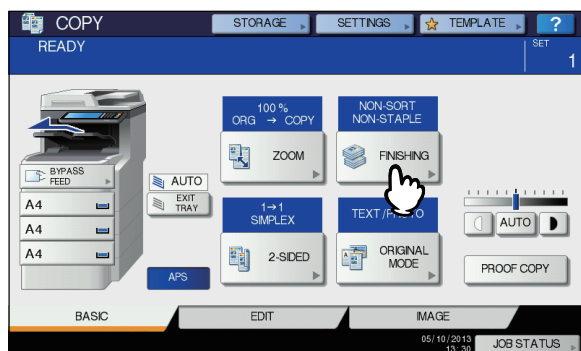 COPY
STORAGE
SETTINGS
TEMPLATE
?
READY
SET
1
100 %
ORG → COPY
NON-SORT
NON-STAPLE
ZOOM
FINISHING
BYPASS
FEED
AUTO
EXIT
TRAY
A4
A4
A4
1→1
SIMPLEX
TEXT/PHOTO
2-SIDED
ORIGINAL
MODE
AUTO
APS
PROOF COPY
BASIC
EDIT
IMAGE
05/10/2013
13:30
JOB STATUS